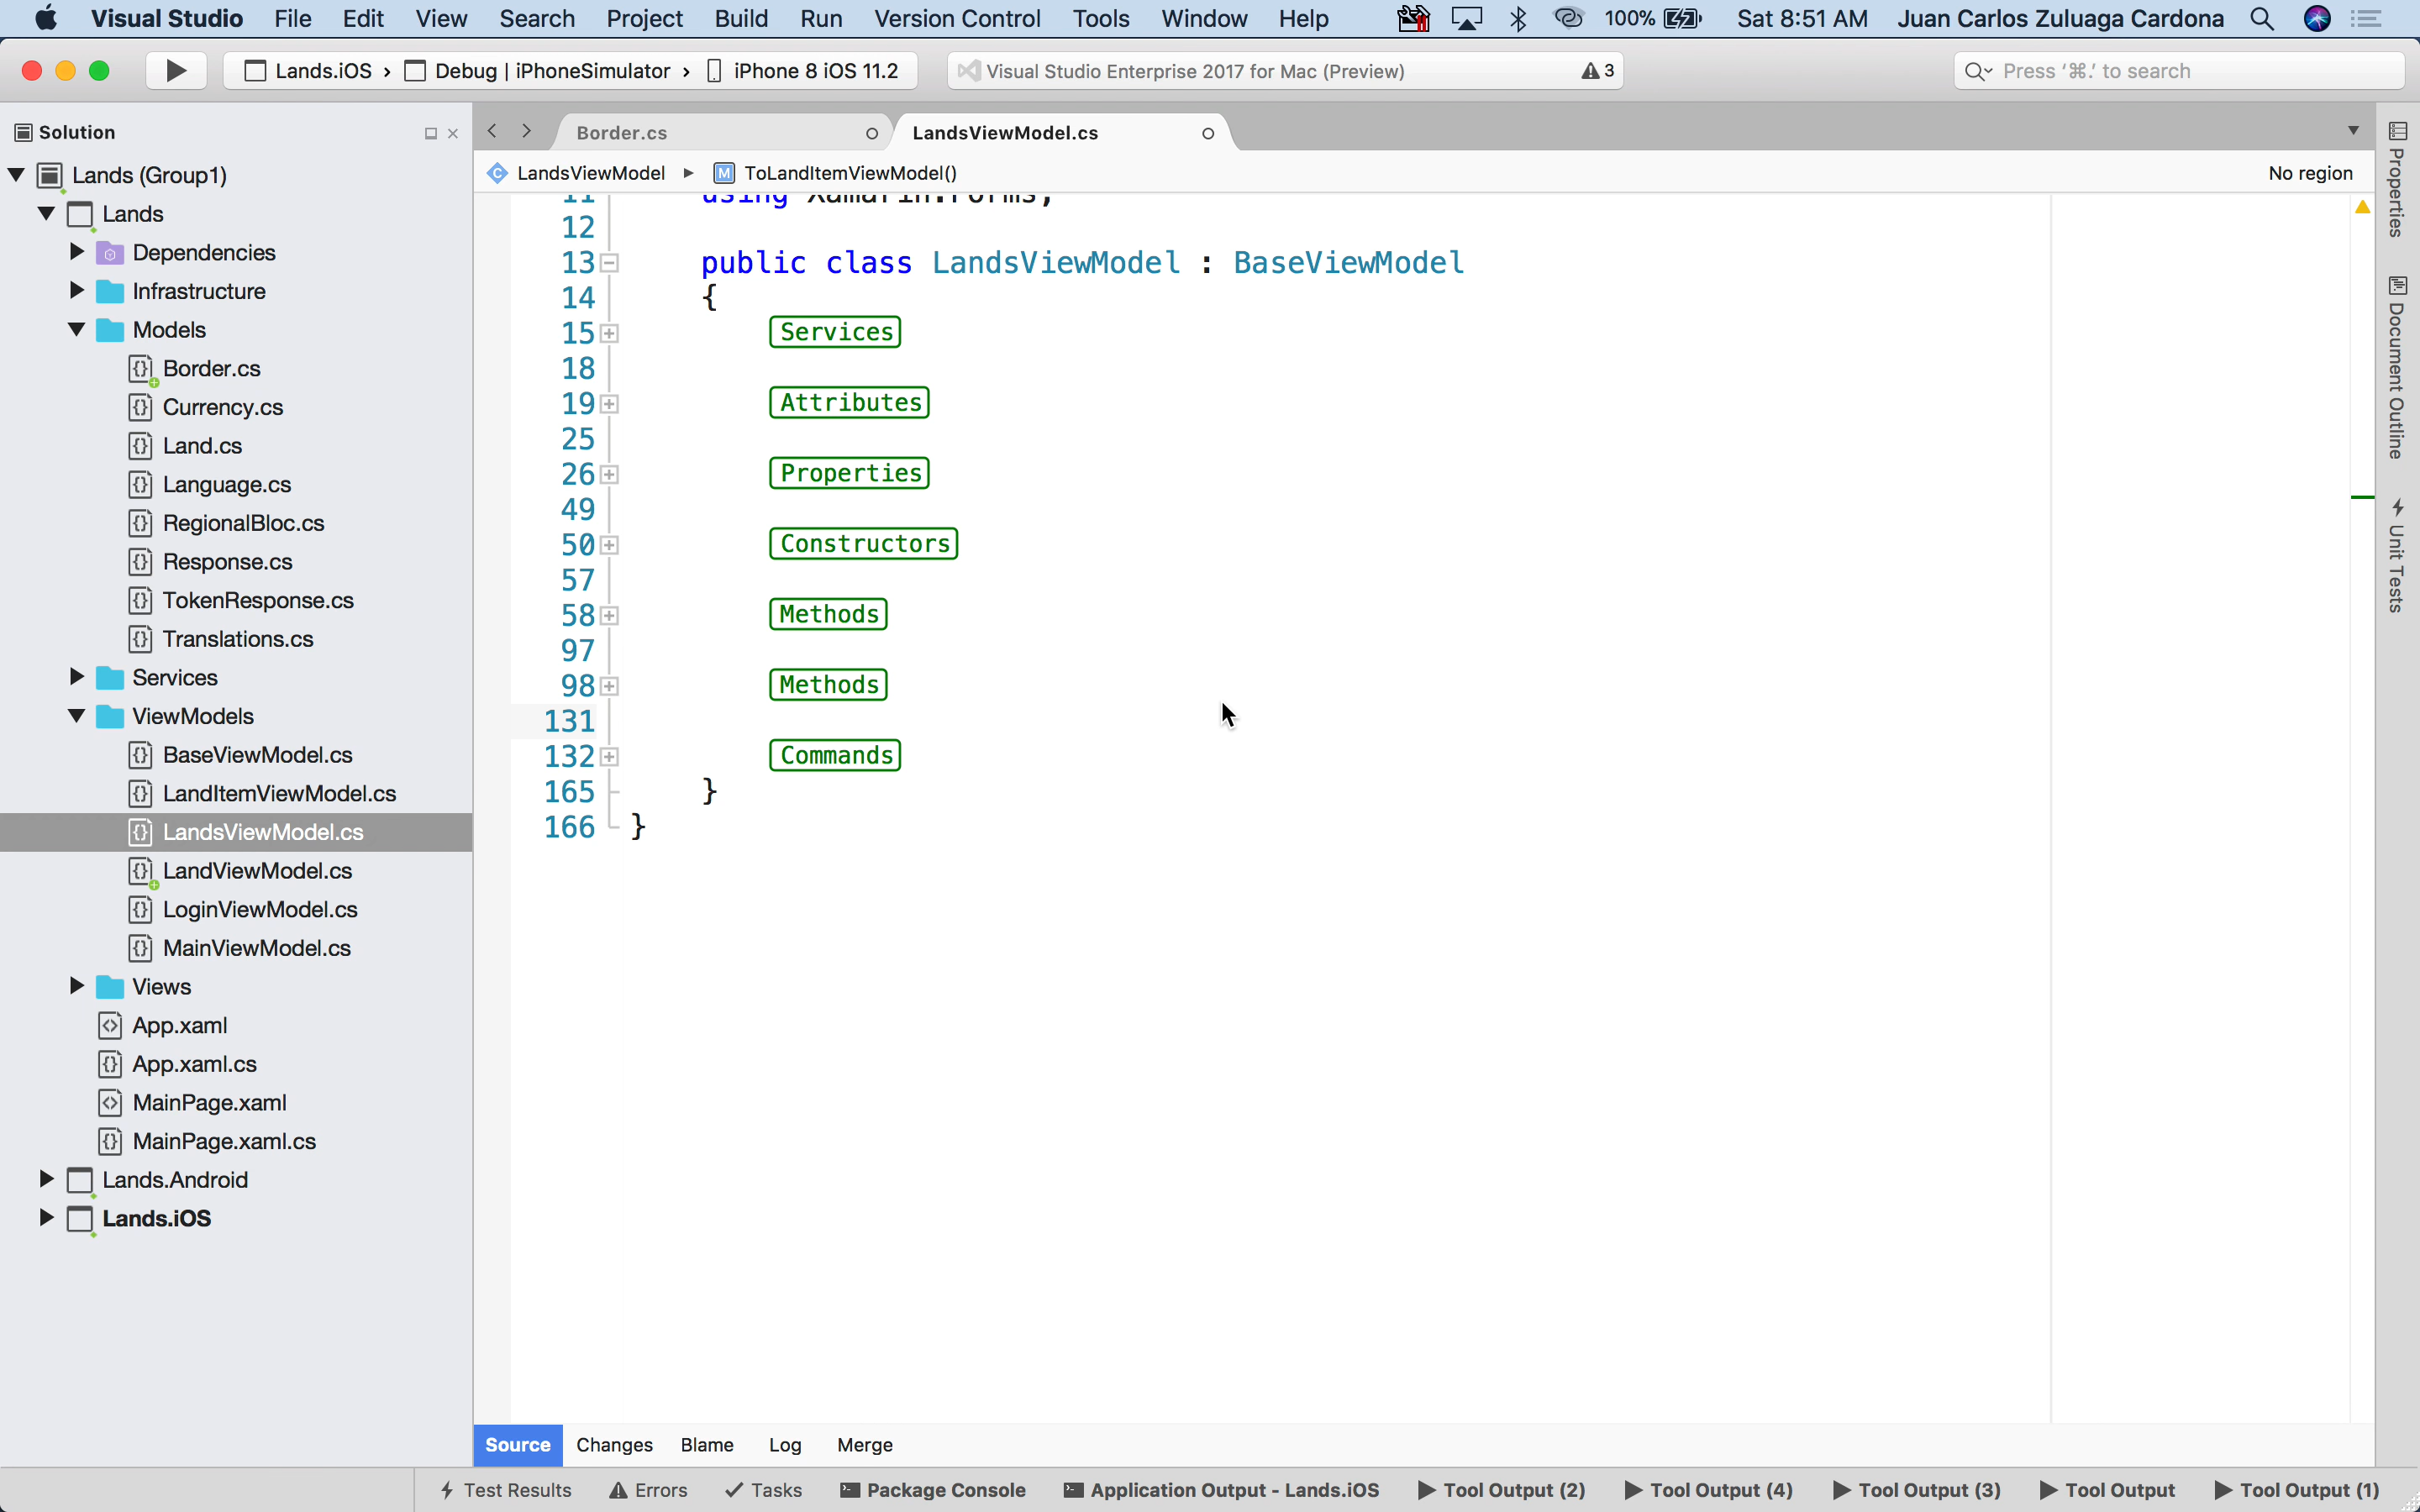 Visual Studio File Edit View Search Project Build Run Version Control Tools Window Help 100% Sat 8:51 AM Juan Carlos Zuluaga Cardona
Lands.iOS › Debug | iPhoneSimulator › iPhone 8 iOS 11.2 Visual Studio Enterprise 2017 for Mac (Preview) 3 Press '⌘.' to search
Solution
Lands (Group1)
Lands
Dependencies
Infrastructure
Models
Border.cs
Currency.cs
Land.cs
Language.cs
RegionalBloc.cs
Response.cs
TokenResponse.cs
Translations.cs
Services
ViewModels
BaseViewModel.cs
LandItemViewModel.cs
LandsViewModel.cs
LandViewModel.cs
LoginViewModel.cs
MainViewModel.cs
Views
App.xaml
App.xaml.cs
MainPage.xaml
MainPage.xaml.cs
Lands.Android
Lands.iOS
Border.cs LandsViewModel.cs
LandsViewModel ▸ M ToLandItemViewModel() No region
11 using Xamarin.Forms;
12
13 public class LandsViewModel : BaseViewModel
14 {
15 Services
18
19 Attributes
25
26 Properties
49
50 Constructors
57
58 Methods
97
98 Methods
131
132 Commands
165 }
166 }
Properties
Document Outline
Unit Tests
Source Changes Blame Log Merge
Test Results Errors Tasks Package Console Application Output - Lands.iOS Tool Output (2) Tool Output (4) Tool Output (3) Tool Output Tool Output (1)